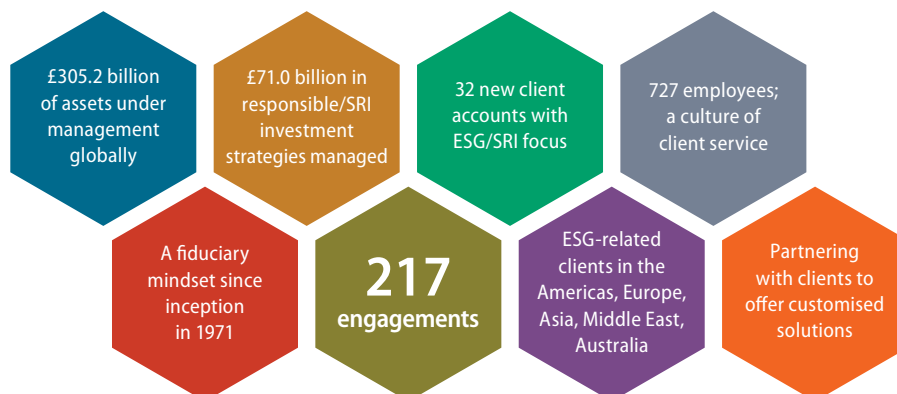 £305.2 billion
of assets under
management
globally
£71.0 billion in
responsible/SRI
investment
strategies managed
32 new client
accounts with
ESG/SRI focus
727 employees;
a culture of
client service
A fiduciary
mindset since
inception
in 1971
217
engagements
ESG-related
clients in the
Americas, Europe,
Asia, Middle East,
Australia
Partnering
with clients to
offer customised
solutions